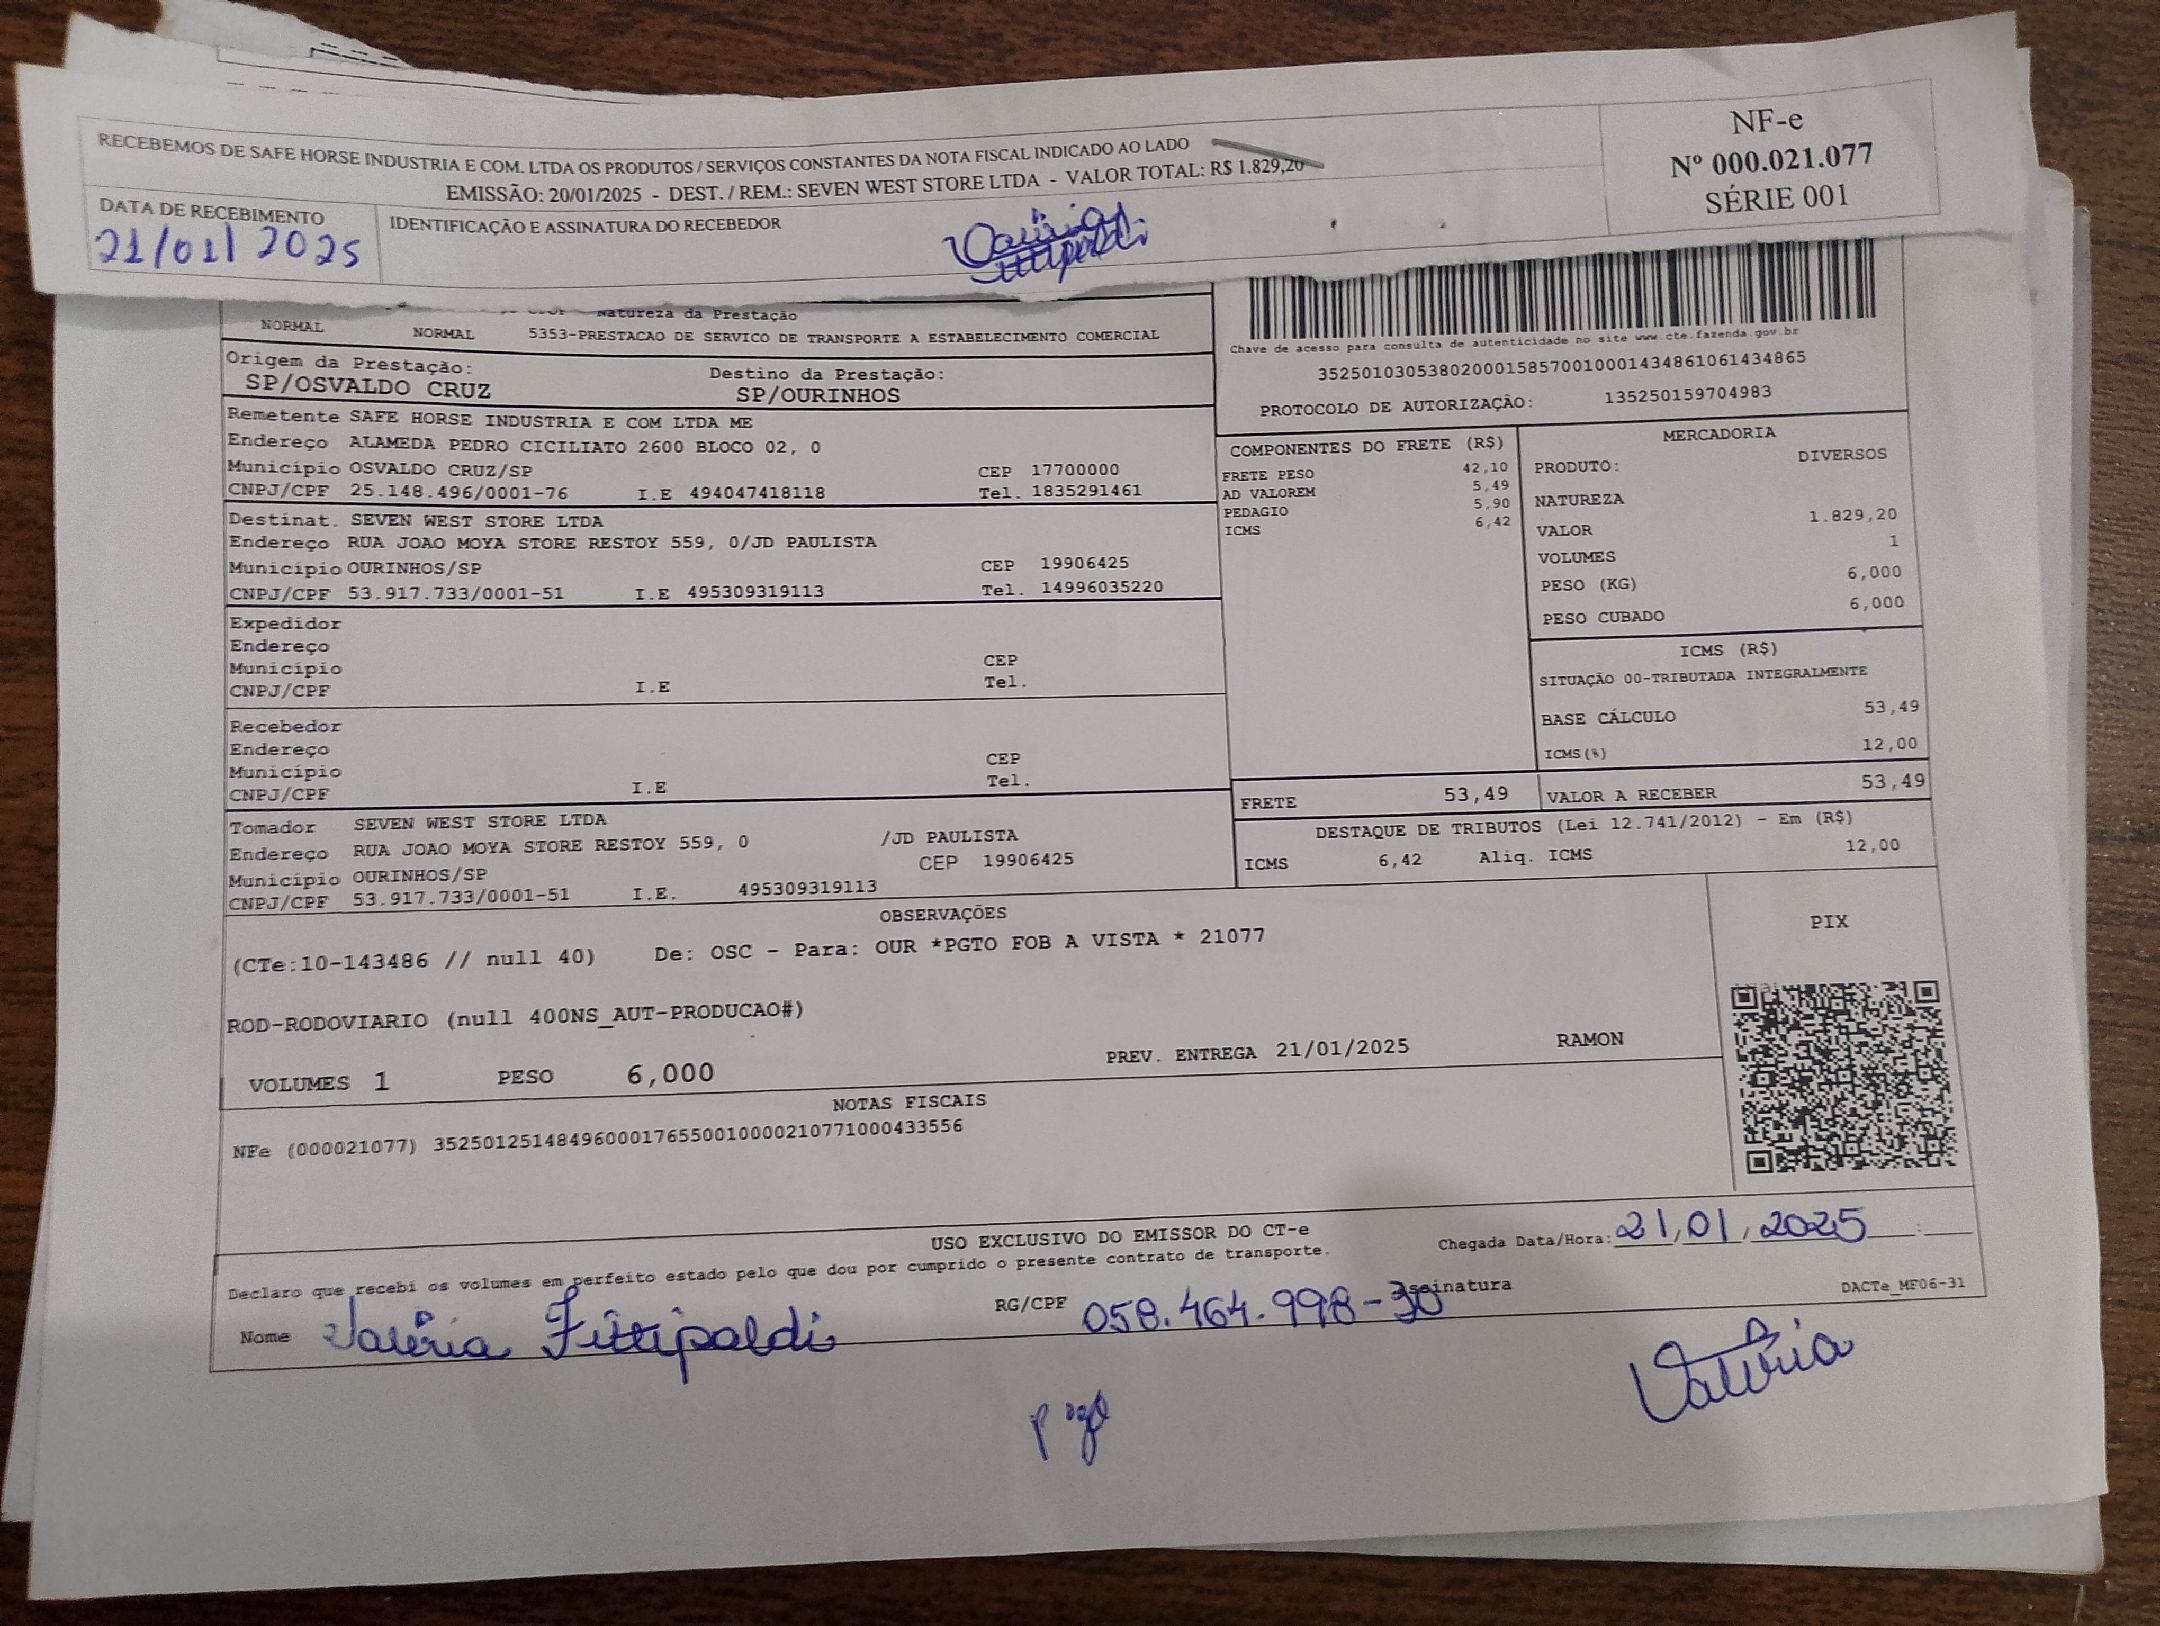 RECEBEMOS DE SAFE HORSE INDUSTRIA E COM. LTDA OS PRODUTOS / SERVIÇOS CONSTANTES DA NOTA FISCAL INDICADO AO LADO
EMISSÃO: 20/01/2025 - DEST. / REM.: SEVEN WEST STORE LTDA - VALOR TOTAL: R$ 1.829,20
DATA DE RECEBIMENTO
21/01/2025
IDENTIFICAÇÃO E ASSINATURA DO RECEBEDOR
Valéria Fittipaldi
NF-e
Nº 000.021.077
SÉRIE 001
Natureza da Prestação
NORMAL NORMAL 5353-PRESTACAO DE SERVICO DE TRANSPORTE A ESTABELECIMENTO COMERCIAL
Origem da Prestação: Destino da Prestação:
SP/OSVALDO CRUZ SP/OURINHOS
Remetente SAFE HORSE INDUSTRIA E COM LTDA ME
Endereço ALAMEDA PEDRO CICILIATO 2600 BLOCO 02, 0
Município OSVALDO CRUZ/SP CEP 17700000
CNPJ/CPF 25.148.496/0001-76 I.E 494047418118 Tel. 1835291461
Destinat. SEVEN WEST STORE LTDA
Endereço RUA JOAO MOYA STORE RESTOY 559, 0/JD PAULISTA
Município OURINHOS/SP CEP 19906425
CNPJ/CPF 53.917.733/0001-51 I.E 495309319113 Tel. 14996035220
Expedidor
Endereço
Município CEP
CNPJ/CPF I.E Tel.
Recebedor
Endereço
Município CEP
CNPJ/CPF I.E Tel.
Tomador SEVEN WEST STORE LTDA
Endereço RUA JOAO MOYA STORE RESTOY 559, 0 /JD PAULISTA
Município OURINHOS/SP CEP 19906425
CNPJ/CPF 53.917.733/0001-51 I.E. 495309319113
Chave de acesso para consulta de autenticidade no site www.cte.fazenda.gov.br
35250103053802000158570010001434861061434865
PROTOCOLO DE AUTORIZAÇÃO: 135250159704983
COMPONENTES DO FRETE (R$)
FRETE PESO 42,10
AD VALOREM 5,49
PEDAGIO 5,90
ICMS 6,42
MERCADORIA
PRODUTO: DIVERSOS
NATUREZA
VALOR 1.829,20
VOLUMES 1
PESO (KG) 6,000
PESO CUBADO 6,000
ICMS (R$)
SITUAÇÃO 00-TRIBUTADA INTEGRALMENTE
BASE CÁLCULO 53,49
ICMS(%) 12,00
FRETE 53,49 VALOR A RECEBER 53,49
DESTAQUE DE TRIBUTOS (Lei 12.741/2012) - Em (R$)
ICMS 6,42 Aliq. ICMS 12,00
OBSERVAÇÕES
(CTe:10-143486 // null 40) De: OSC - Para: OUR *PGTO FOB A VISTA * 21077
ROD-RODOVIARIO (null 400NS_AUT-PRODUCAO#)
VOLUMES 1 PESO 6,000 PREV. ENTREGA 21/01/2025 RAMON
PIX
NOTAS FISCAIS
NFe (000021077) 35250125148496000176550010000210771000433556
USO EXCLUSIVO DO EMISSOR DO CT-e
Declaro que recebi os volumes em perfeito estado pelo que dou por cumprido o presente contrato de transporte.
Chegada Data/Hora: 21/01/2025 :
Nome Valéria Fittipaldi RG/CPF 058.464.998-30 Assinatura
DACTe_MF06-31
Valéria
pgo